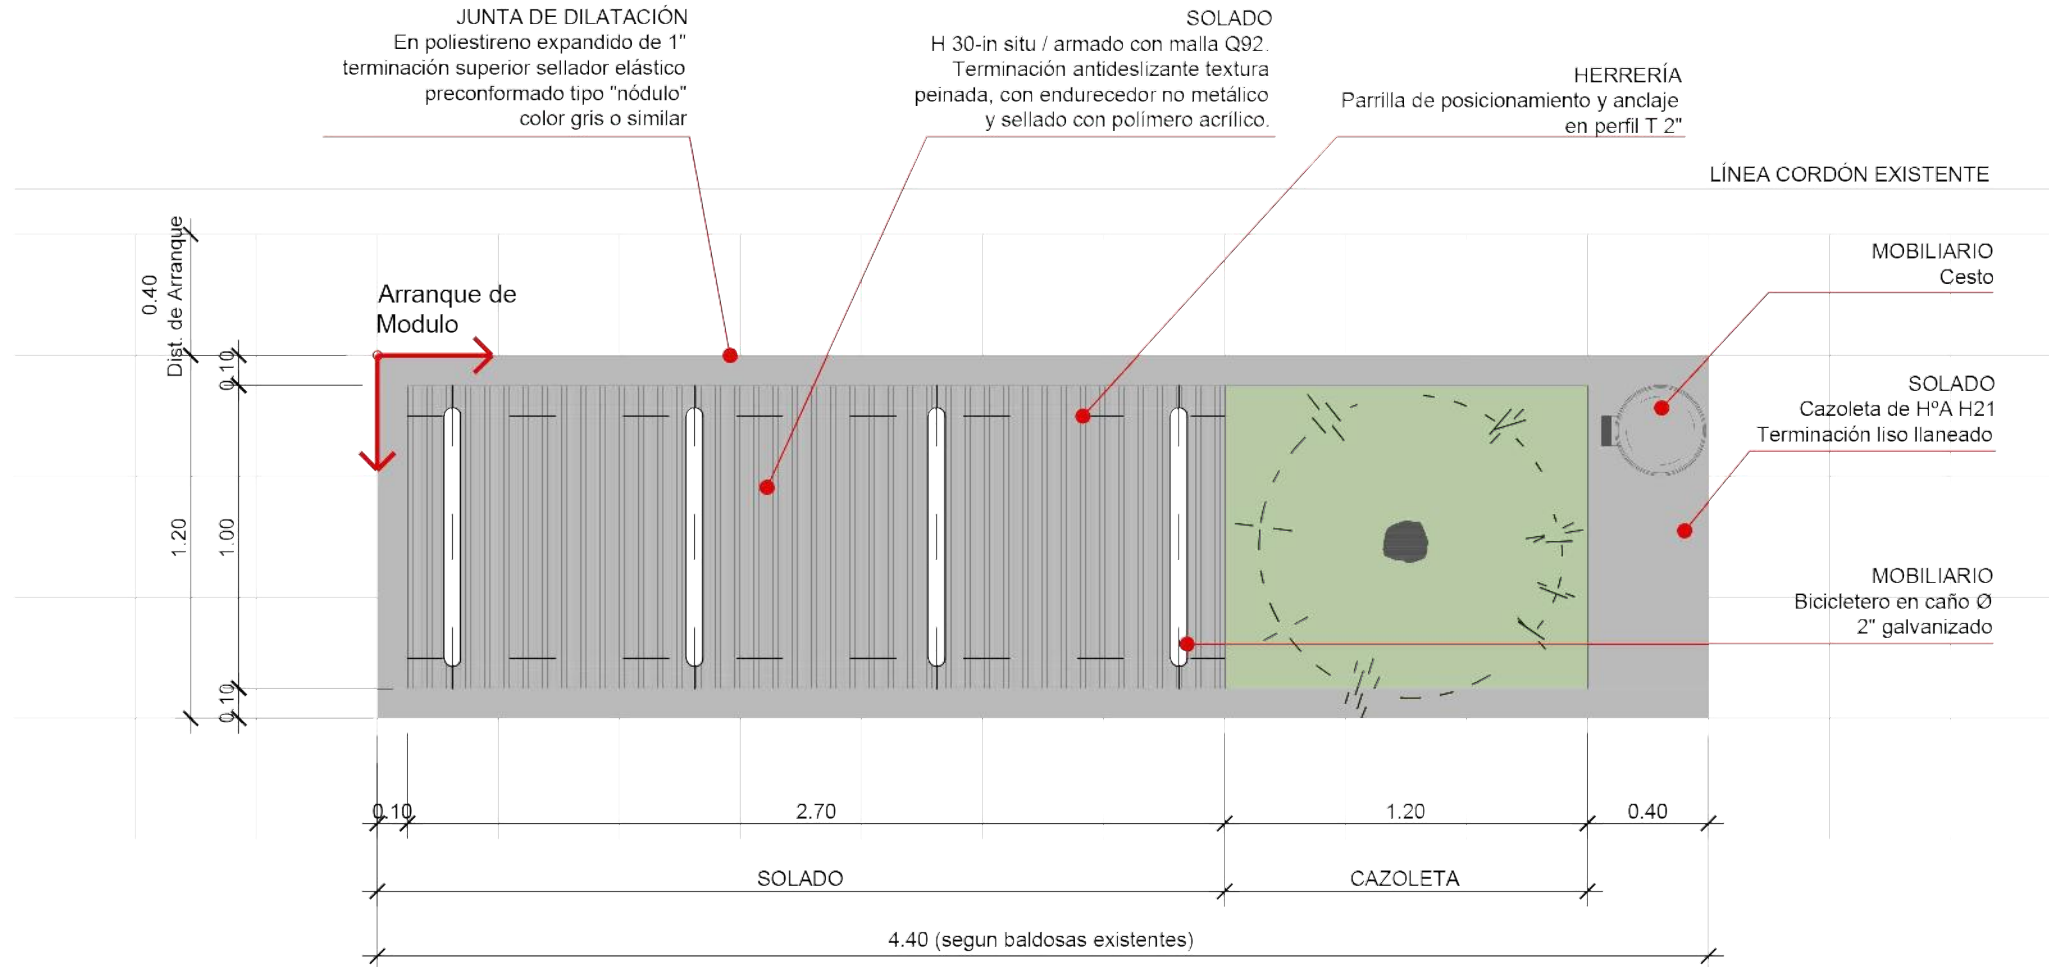 JUNTA DE DILATACIÓN
En poliestireno expandido de 1"
terminación superior sellador elástico
preconformado tipo "nódulo"
color gris o similar
SOLADO
H 30-in situ / armado con malla Q92.
Terminación antideslizante textura
peinada, con endurecedor no metálico
y sellado con polímero acrílico.
HERRERÍA
Parrilla de posicionamiento y anclaje
en perfil T 2"
LÍNEA CORDÓN EXISTENTE
MOBILIARIO
Cesto
SOLADO
Cazoleta de HºA H21
Terminación liso llaneado
MOBILIARIO
Bicicletero en caño Ø
2" galvanizado
Arranque de
Modulo
0.40
Dist. de Arranque
0.10
1.20
1.00
0.10
0.10
2.70
1.20
0.40
SOLADO
CAZOLETA
4.40 (segun baldosas existentes)